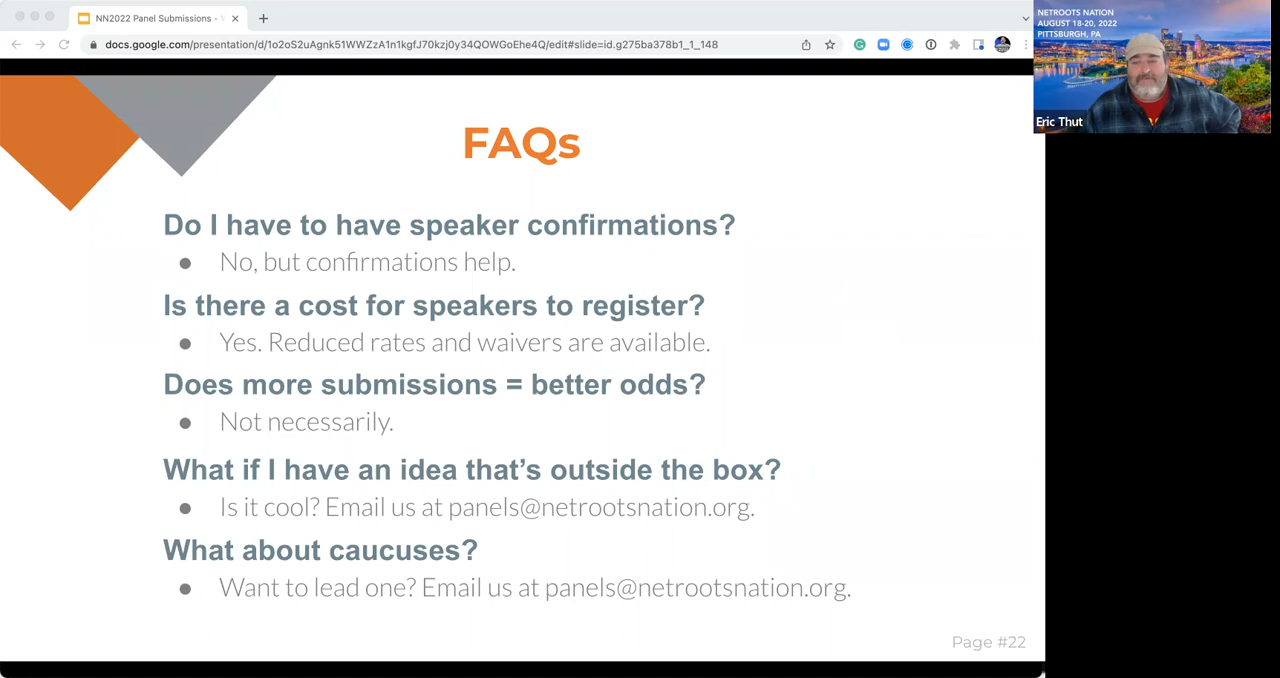 NN2022 Panel Submissions -
docs.google.com/presentation/d/1o2oS2uAgnk51WWZzA1n1kgfJ70kzj0y34QOWGoEhe4Q/edit#slide=id.g275ba378b1_1_148
NETROOTS NATION
AUGUST 18-20, 2022
PITTSBURGH, PA
Eric Thut
FAQs
Do I have to have speaker confirmations?
● No, but confirmations help.
Is there a cost for speakers to register?
● Yes. Reduced rates and waivers are available.
Does more submissions = better odds?
● Not necessarily.
What if I have an idea that’s outside the box?
● Is it cool? Email us at panels@netrootsnation.org.
What about caucuses?
● Want to lead one? Email us at panels@netrootsnation.org.
Page #22